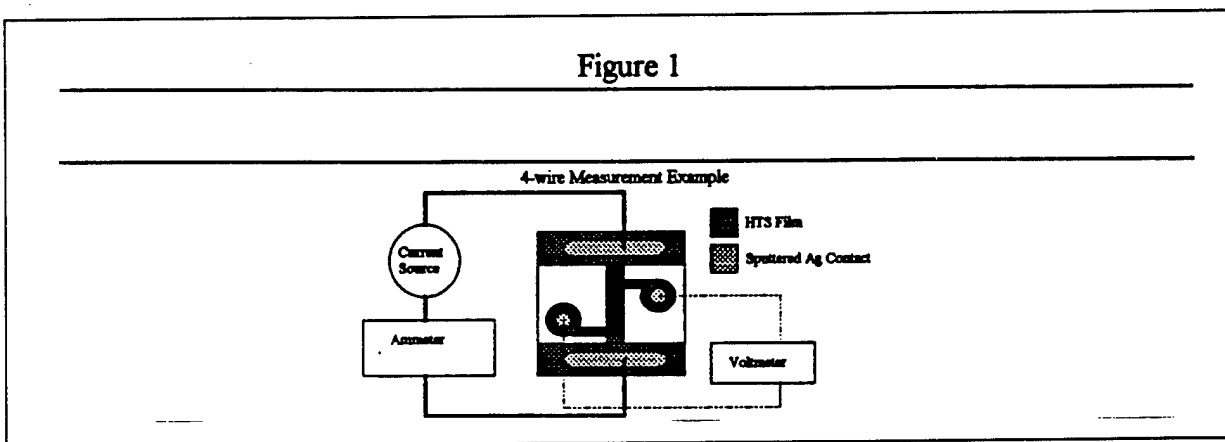 Figure 1
4-wire Measurement Example
HTS Film
Sputtered Ag Contact
Current
Source
Ammeter
Voltmeter